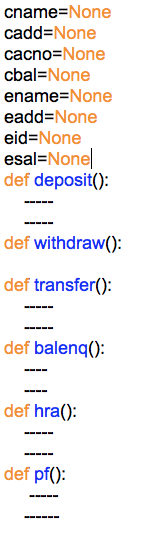 cname=None
cadd=None
cacno=None
cbal=None
ename=None
eadd=None
eid=None
esal=None
def deposit():
-----
-----
def withdraw():
def transfer():
-----
-----
def balenq():
----
----
def hra():
-----
-----
def pf():
-----
------